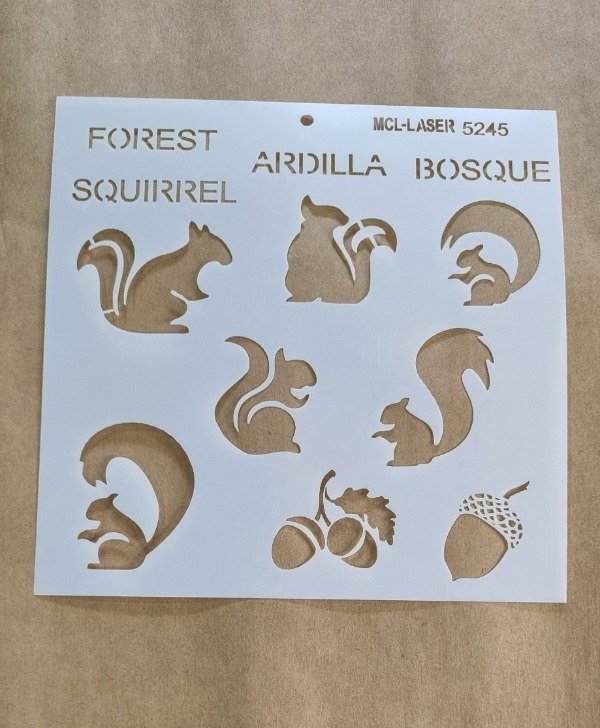 FOREST
SQUIRREL
ARDILLA
BOSQUE
MCL-LASER 5245